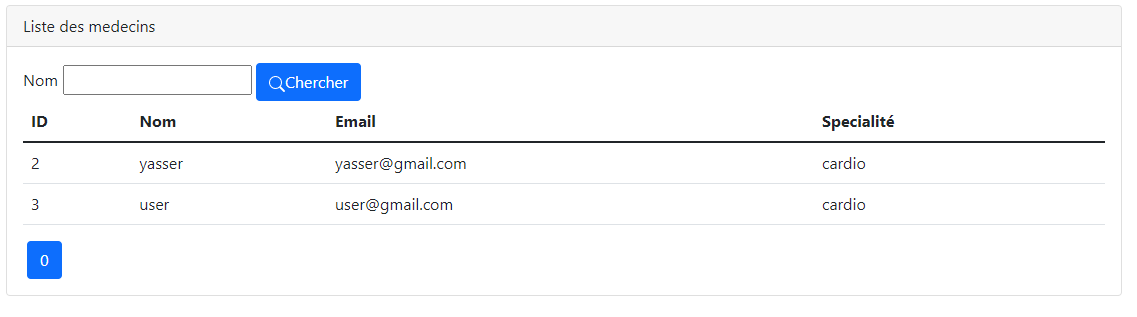 Liste des medecins
Nom Chercher
ID Nom Email Specialité
2 yasser yasser@gmail.com cardio
3 user user@gmail.com cardio
0